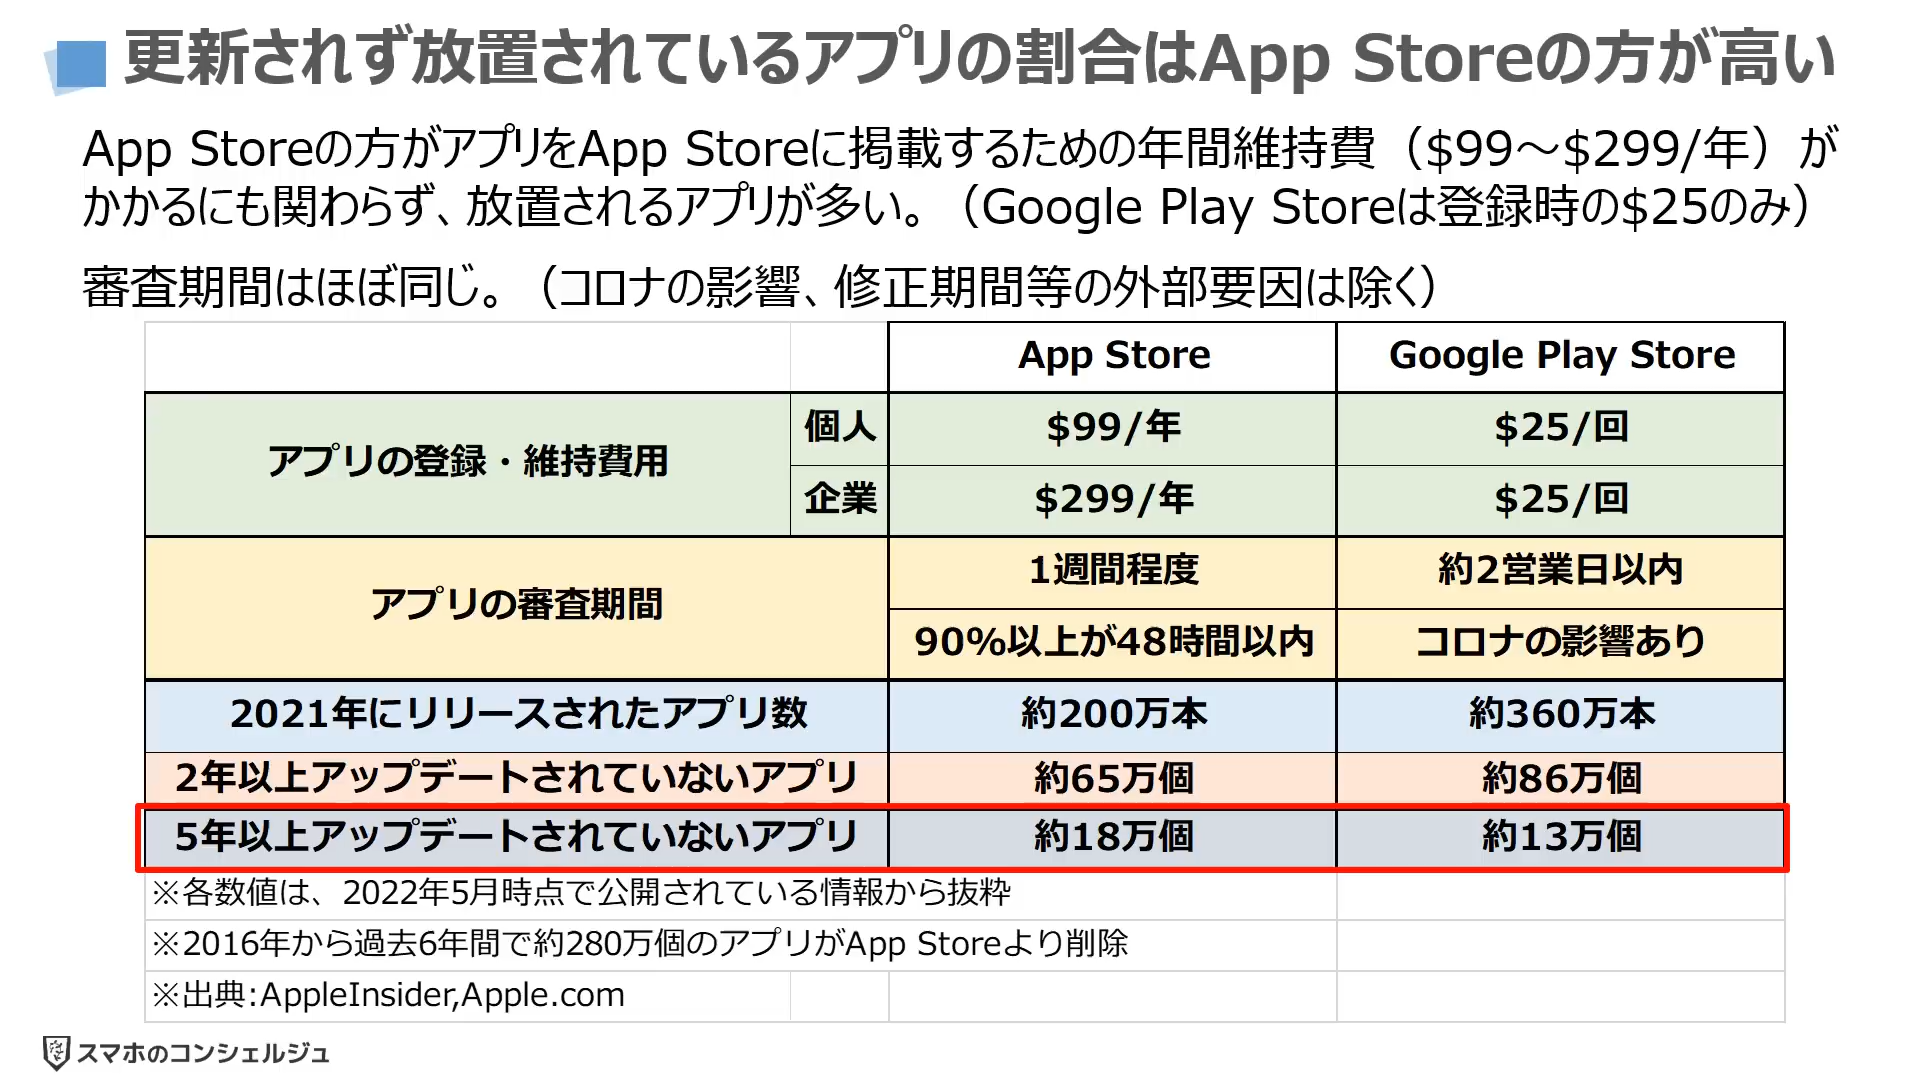 更新されず放置されているアプリの割合はApp Storeの方が高い
App Storeの方がアプリをApp Storeに掲載するための年間維持費（$99～$299/年）が
かかるにも関わらず、放置されるアプリが多い。（Google Play Storeは登録時の$25のみ）
審査期間はほぼ同じ。（コロナの影響、修正期間等の外部要因は除く）
App Store Google Play Store
アプリの登録・維持費用
個人 $99/年 $25/回
企業 $299/年 $25/回
アプリの審査期間
1週間程度 約2営業日以内
90%以上が48時間以内 コロナの影響あり
2021年にリリースされたアプリ数 約200万本 約360万本
2年以上アップデートされていないアプリ 約65万個 約86万個
5年以上アップデートされていないアプリ 約18万個 約13万個
※各数値は、2022年5月時点で公開されている情報から抜粋
※2016年から過去6年間で約280万個のアプリがApp Storeより削除
※出典:AppleInsider,Apple.com
スマホのコンシェルジュ